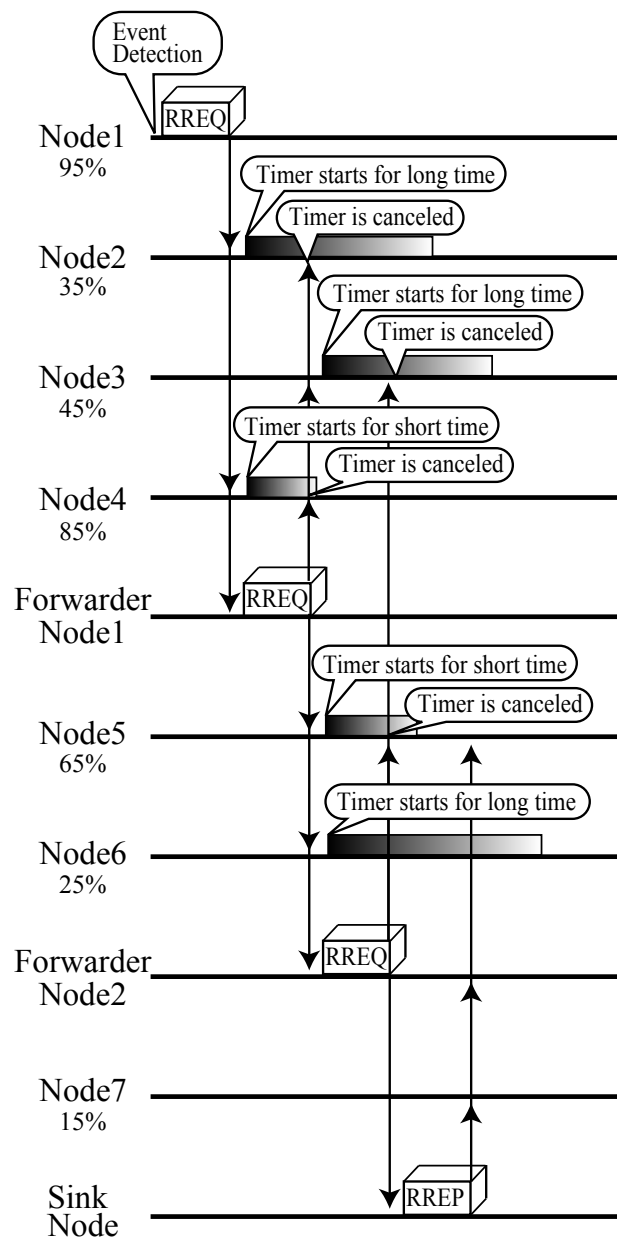 Event
Detection
RREQ
Node1
95%
Timer starts for long time
Timer is canceled
Node2
35%
Timer starts for long time
Timer is canceled
Node3
45%
Timer starts for short time
Timer is canceled
Node4
85%
RREQ
Forwarder
Node1
Timer starts for short time
Timer is canceled
Node5
65%
Timer starts for long time
Node6
25%
RREQ
Forwarder
Node2
Node7
15%
RREP
Sink
Node